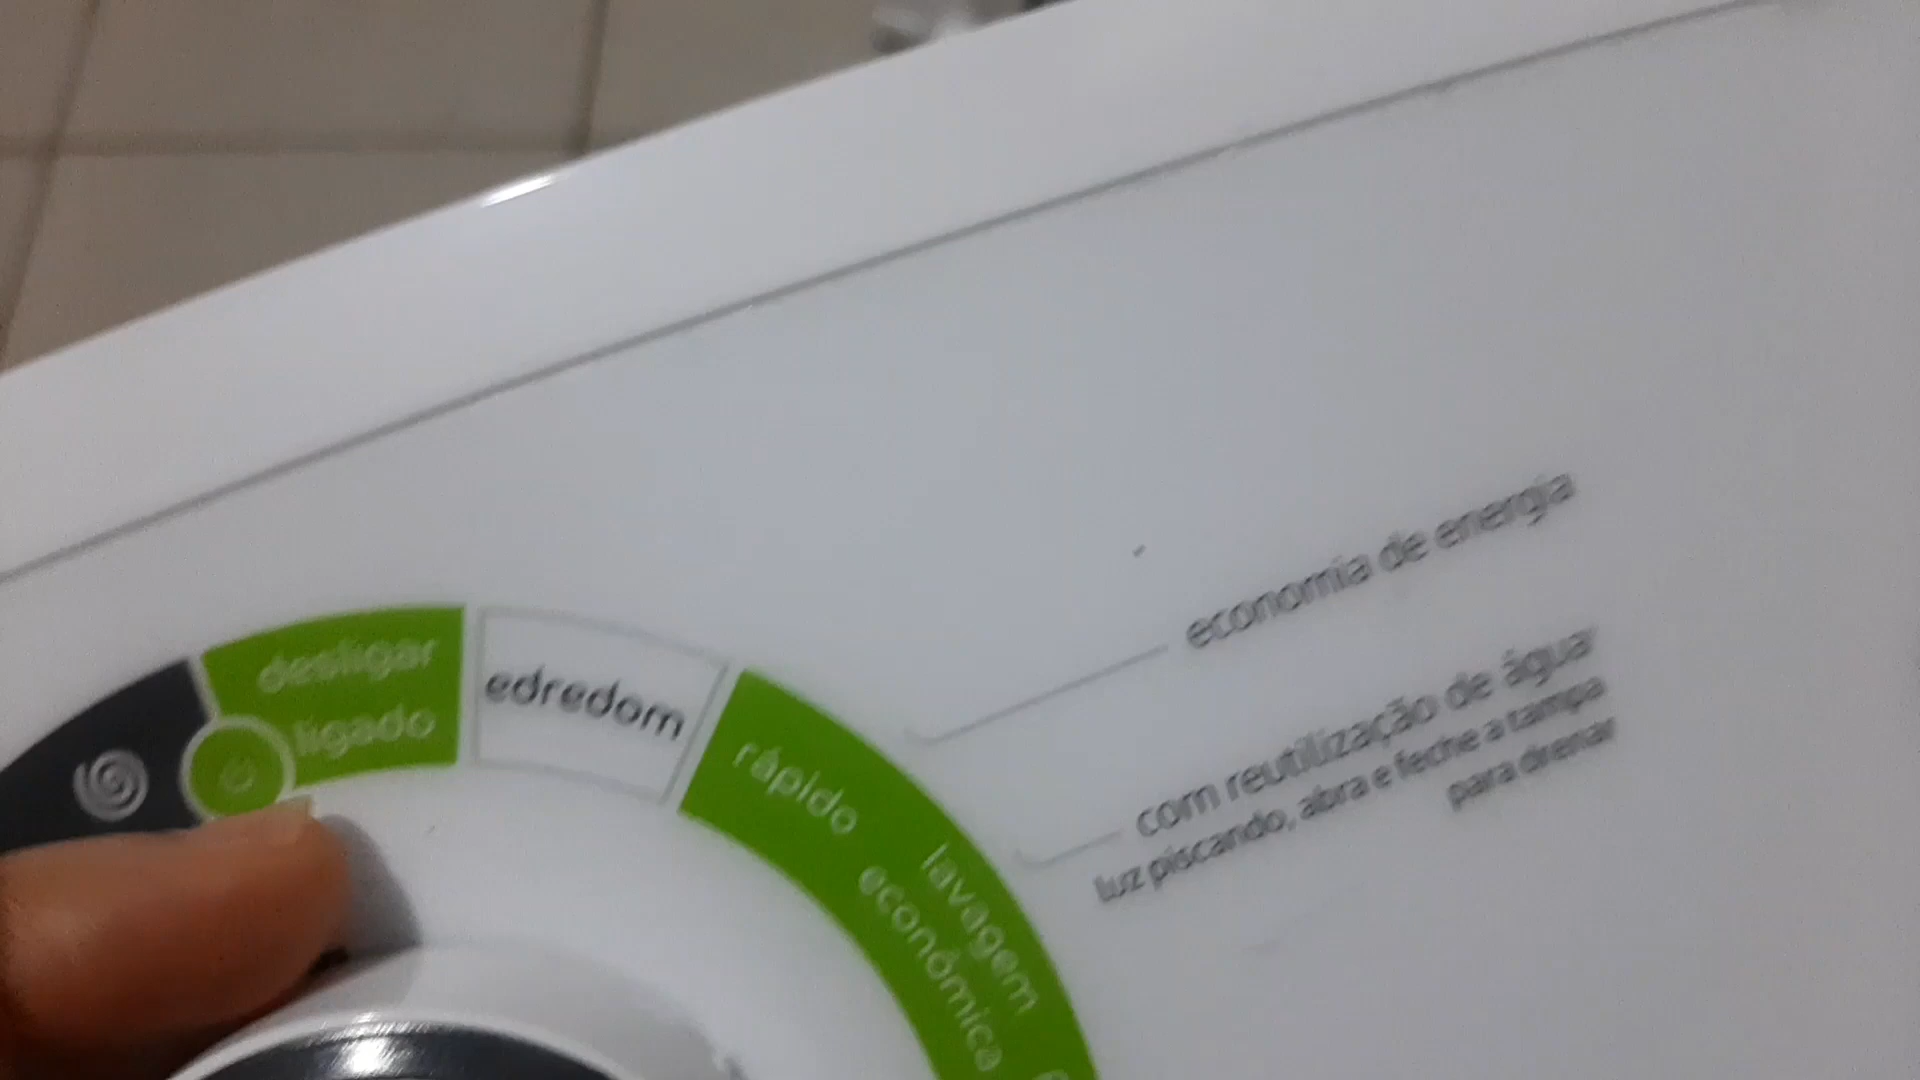 desligar
ligado
edredom
rápido
lavagem
econômica
economia de energia
com reutilização de água
luz piscando, abra e feche a tampa
para drenar